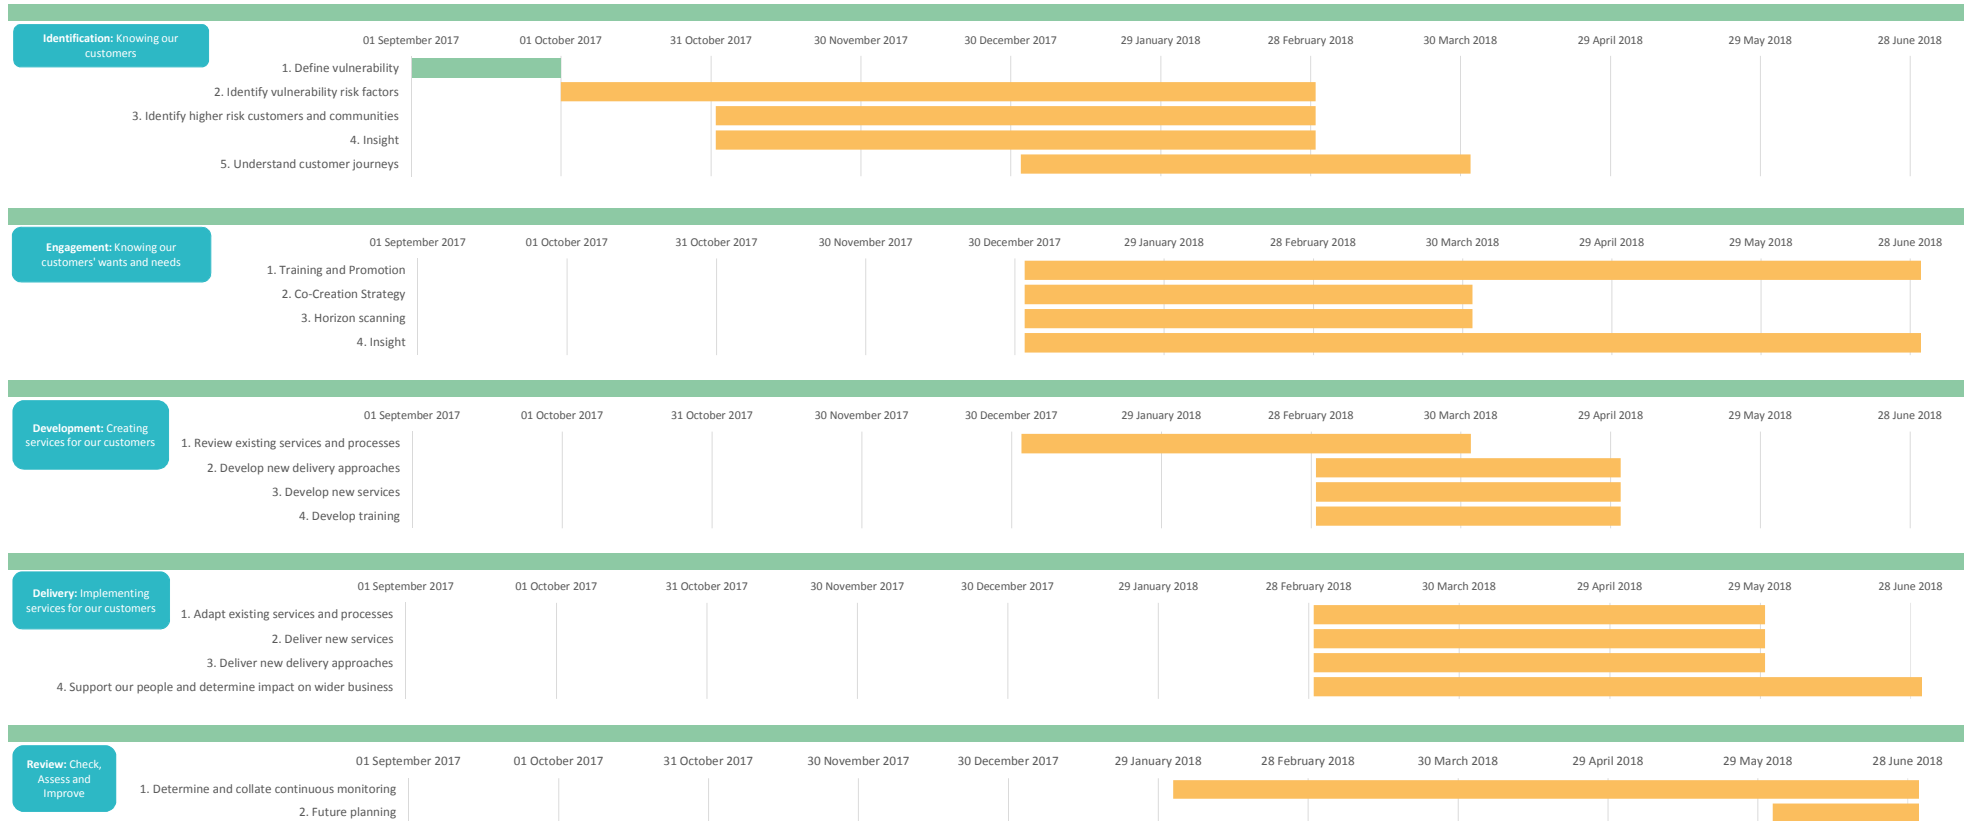 Identification: Knowing our
customers
01 September 2017 01 October 2017 31 October 2017 30 November 2017 30 December 2017 29 January 2018 28 February 2018 30 March 2018 29 April 2018 29 May 2018 28 June 2018
1. Define vulnerability
2. Identify vulnerability risk factors
3. Identify higher risk customers and communities
4. Insight
5. Understand customer journeys
Engagement: Knowing our
customers' wants and needs
01 September 2017 01 October 2017 31 October 2017 30 November 2017 30 December 2017 29 January 2018 28 February 2018 30 March 2018 29 April 2018 29 May 2018 28 June 2018
1. Training and Promotion
2. Co-Creation Strategy
3. Horizon scanning
4. Insight
Development: Creating
services for our customers
01 September 2017 01 October 2017 31 October 2017 30 November 2017 30 December 2017 29 January 2018 28 February 2018 30 March 2018 29 April 2018 29 May 2018 28 June 2018
1. Review existing services and processes
2. Develop new delivery approaches
3. Develop new services
4. Develop training
Delivery: Implementing
services for our customers
01 September 2017 01 October 2017 31 October 2017 30 November 2017 30 December 2017 29 January 2018 28 February 2018 30 March 2018 29 April 2018 29 May 2018 28 June 2018
1. Adapt existing services and processes
2. Deliver new services
3. Deliver new delivery approaches
4. Support our people and determine impact on wider business
Review: Check,
Assess and
Improve
01 September 2017 01 October 2017 31 October 2017 30 November 2017 30 December 2017 29 January 2018 28 February 2018 30 March 2018 29 April 2018 29 May 2018 28 June 2018
1. Determine and collate continuous monitoring
2. Future planning